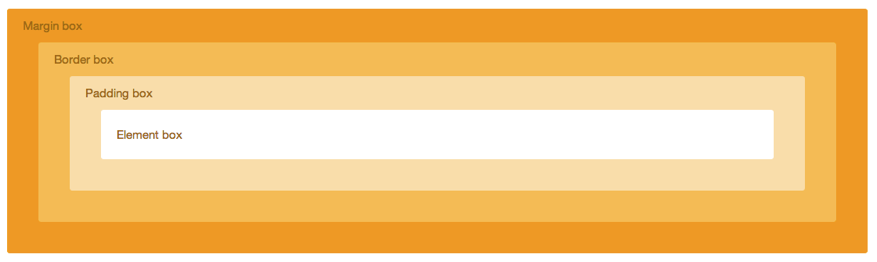 Margin box
Border box
Padding box
Element box